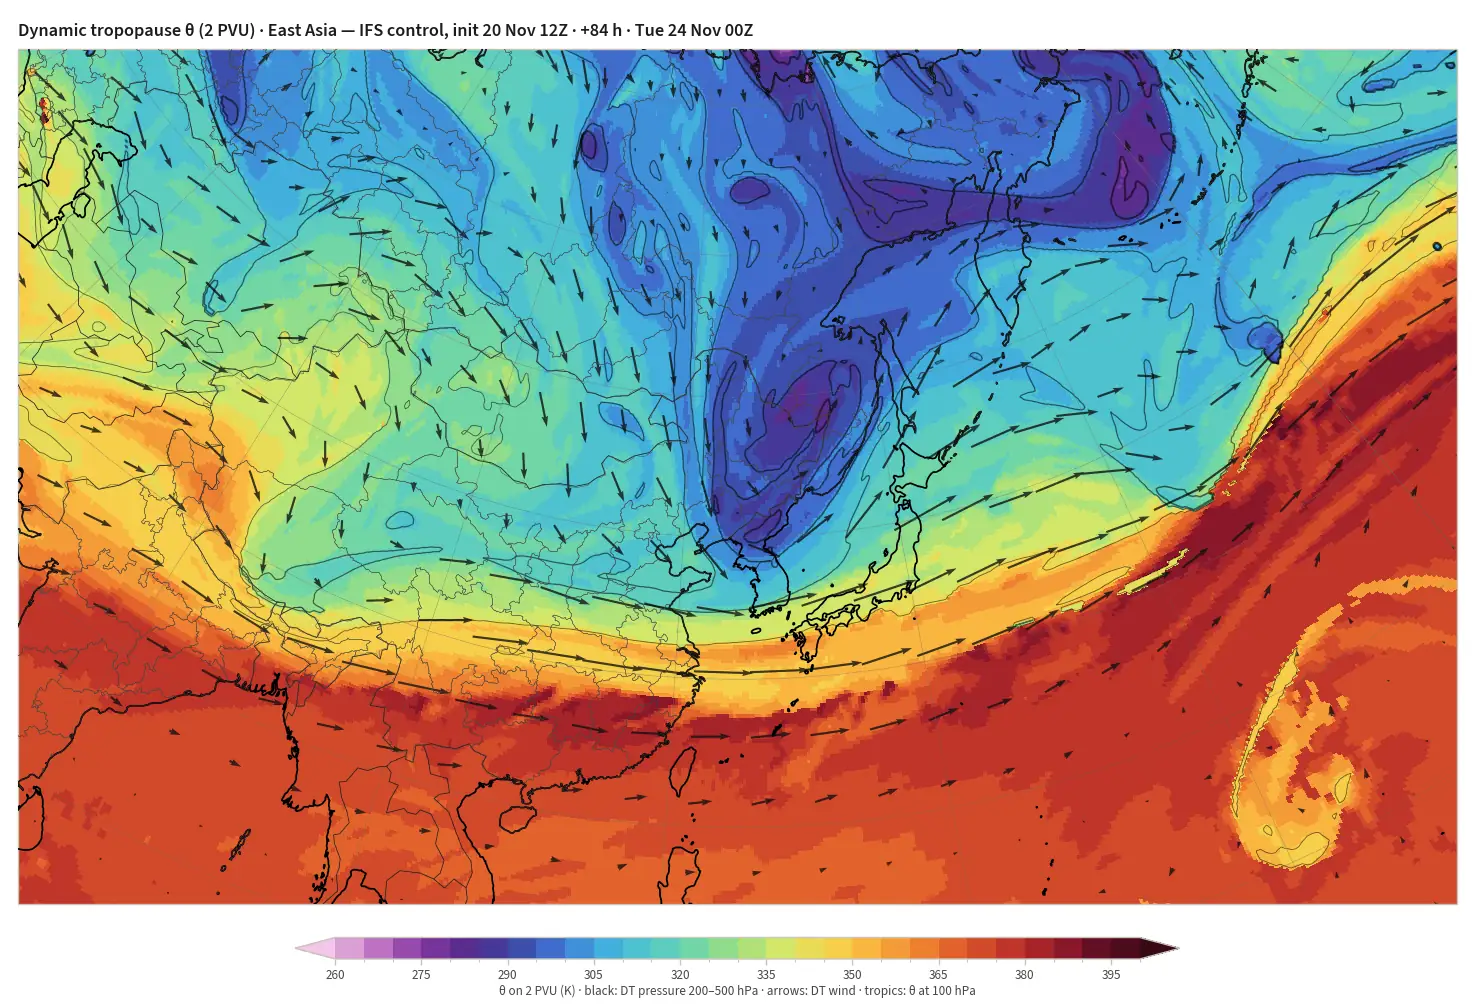 Dynamic tropopause θ (2 PVU) · East Asia — IFS control, init 20 Nov 12Z · +84 h · Tue 24 Nov 00Z
260 275 290 305 320 335 350 365 380 395
θ on 2 PVU (K) · black: DT pressure 200–500 hPa · arrows: DT wind · tropics: θ at 100 hPa